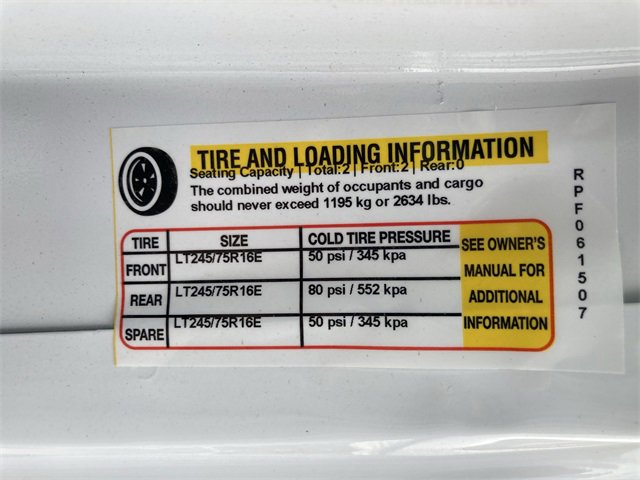 TIRE AND LOADING INFORMATION
Seating Capacity | Total:2 | Front:2 | Rear:0
The combined weight of occupants and cargo
should never exceed 1195 kg or 2634 lbs.
TIRE SIZE COLD TIRE PRESSURE
FRONT LT245/75R16E 50 psi / 345 kpa
REAR LT245/75R16E 80 psi / 552 kpa
SPARE LT245/75R16E 50 psi / 345 kpa
SEE OWNER'S
MANUAL FOR
ADDITIONAL
INFORMATION
RPF061507